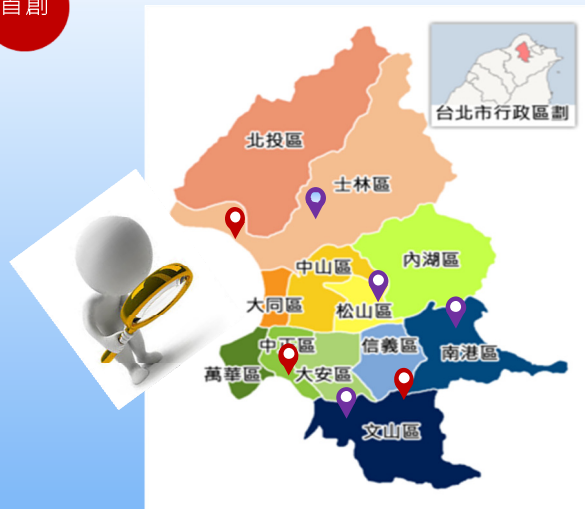 首創
台北市行政區劃
北投區
士林區
內湖區
中山區
大同區
松山區
中正區
信義區
南港區
萬華區
大安區
文山區